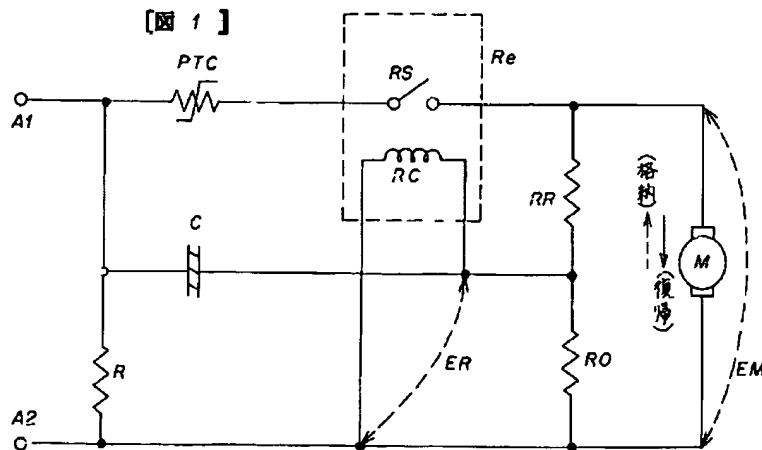 [図 1 ]
PTC
RS
Re
A1
RC
C
RR
(格納)
(復帰)
M
R
ER
RO
EM
A2